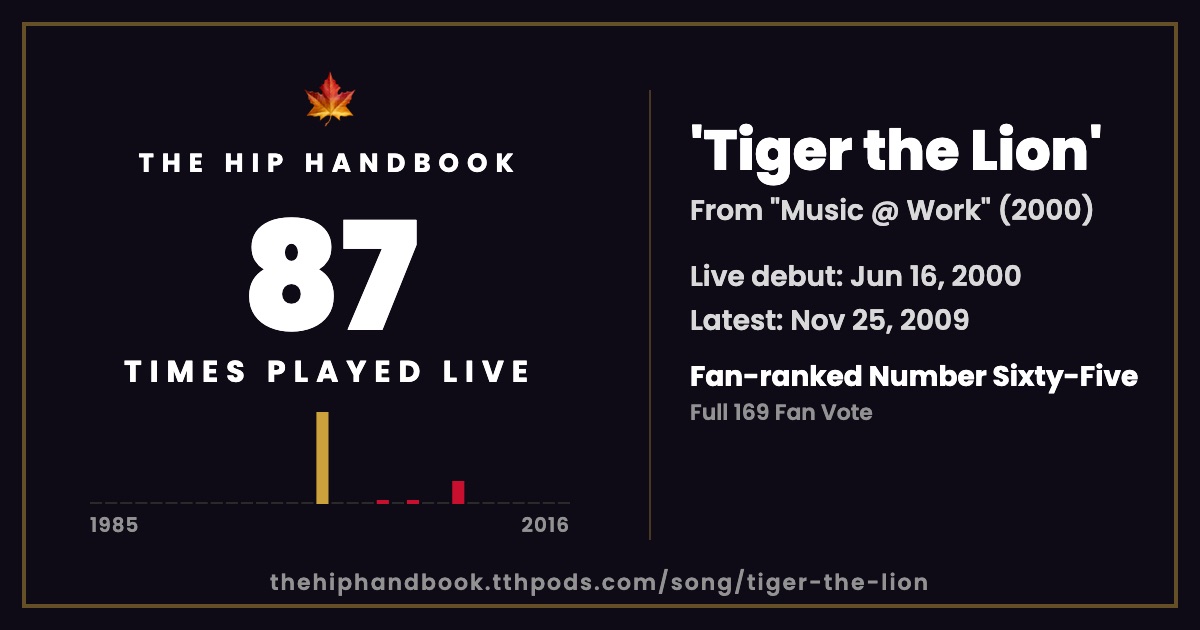 THE HIP HANDBOOK
87
TIMES PLAYED LIVE
1985
2016
'Tiger the Lion'
From "Music @ Work" (2000)
Live debut: Jun 16, 2000
Latest: Nov 25, 2009
Fan-ranked Number Sixty-Five
Full 169 Fan Vote
thehiphandbook.tthpods.com/song/tiger-the-lion